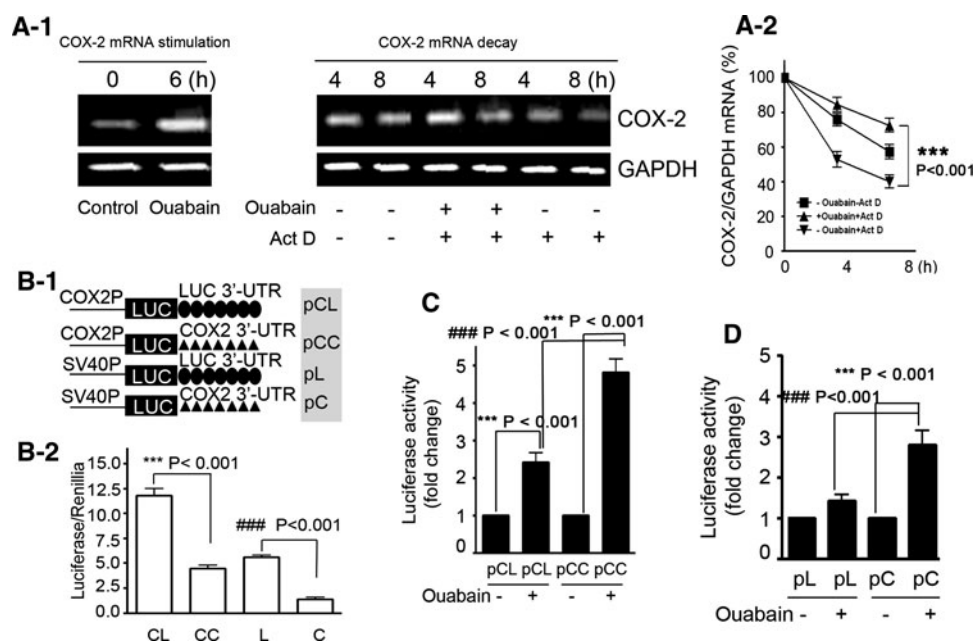 A-1
COX-2 mRNA stimulation
COX-2 mRNA decay
0 6 (h)
4 8 4 8 4 8 (h)
COX-2
GAPDH
Control Ouabain
Ouabain - - + + - -
Act D - - + + + +
A-2
COX-2/GAPDH mRNA (%)
100
80
60
40
20
0
0 4 8 (h)
*** 
P<0.001
- Ouabain-Act D
+Ouabain+Act D
- Ouabain+Act D
B-1
COX2P LUC LUC 3'-UTR pCL
COX2P LUC COX2 3'-UTR pCC
SV40P LUC LUC 3'-UTR pL
SV40P LUC COX2 3'-UTR pC
B-2
Luciferase/Renillia
15.0
12.5
10.0
7.5
5.0
2.5
0.0
*** P< 0.001
### P<0.001
CL CC L C
C
Luciferase activity
(fold change)
5
4
3
2
1
0
*** P < 0.001
### P < 0.001
*** P < 0.001
pCL pCL pCC pCC
Ouabain - + - +
D
Luciferase activity
(fold change)
5
4
3
2
1
0
*** P < 0.001
### P<0.001
pL pL pC pC
Ouabain - + - +